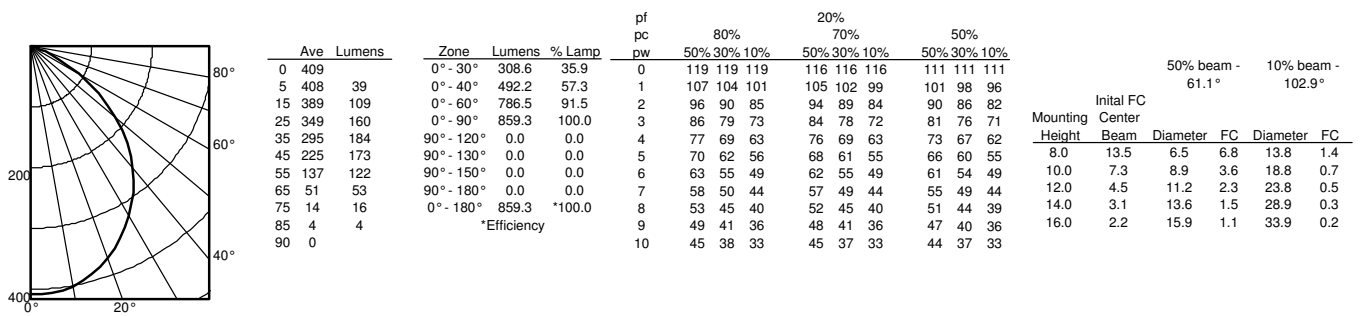 80°
60°
40°
200
400
0° 20°
Ave Lumens
0 409
5 408 39
15 389 109
25 349 160
35 295 184
45 225 173
55 137 122
65 51 53
75 14 16
85 4 4
90 0
Zone Lumens % Lamp
0° - 30° 308.6 35.9
0° - 40° 492.2 57.3
0° - 60° 786.5 91.5
0° - 90° 859.3 100.0
90° - 120° 0.0 0.0
90° - 130° 0.0 0.0
90° - 150° 0.0 0.0
90° - 180° 0.0 0.0
0° - 180° 859.3 *100.0
*Efficiency
pf 20%
pc 80% 70% 50%
pw 50% 30% 10% 50% 30% 10% 50% 30% 10%
0 119 119 119 116 116 116 111 111 111
1 107 104 101 105 102 99 101 98 96
2 96 90 85 94 89 84 90 86 82
3 86 79 73 84 78 72 81 76 71
4 77 69 63 76 69 63 73 67 62
5 70 62 56 68 61 55 66 60 55
6 63 55 49 62 55 49 61 54 49
7 58 50 44 57 49 44 55 49 44
8 53 45 40 52 45 40 51 44 39
9 49 41 36 48 41 36 47 40 36
10 45 38 33 45 37 33 44 37 33
50% beam - 10% beam -
61.1° 102.9°
Inital FC
Mounting Center
Height Beam Diameter FC Diameter FC
8.0 13.5 6.5 6.8 13.8 1.4
10.0 7.3 8.9 3.6 18.8 0.7
12.0 4.5 11.2 2.3 23.8 0.5
14.0 3.1 13.6 1.5 28.9 0.3
16.0 2.2 15.9 1.1 33.9 0.2